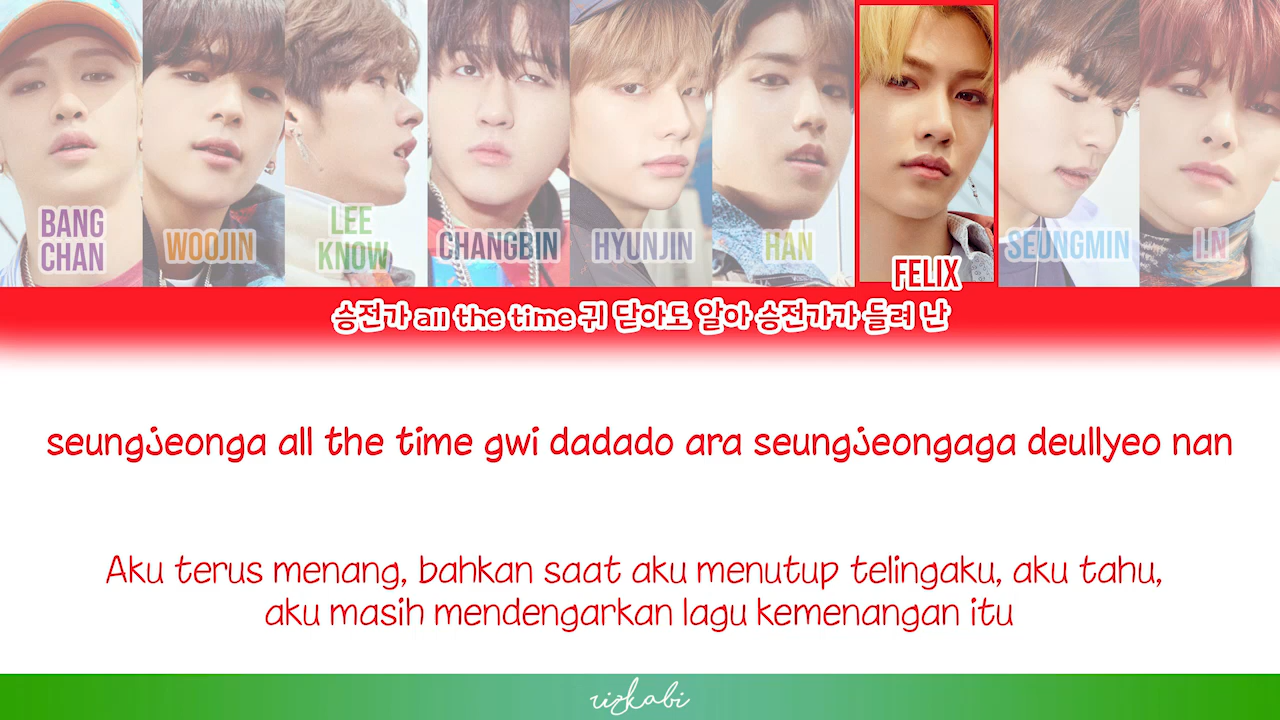 BANG
CHAN
WOOJIN
LEE
KNOW
CHANGBIN
HYUNJIN
HAN
FELIX
SEUNGMIN
I.N
승전가 all the time 귀 닫아도 알아 승전가가 들려 난
seungjeonga all the time gwi dadado ara seungjeongaga deullyeo nan
Aku terus menang, bahkan saat aku menutup telingaku, aku tahu,
aku masih mendengarkan lagu kemenangan itu
rizkabi